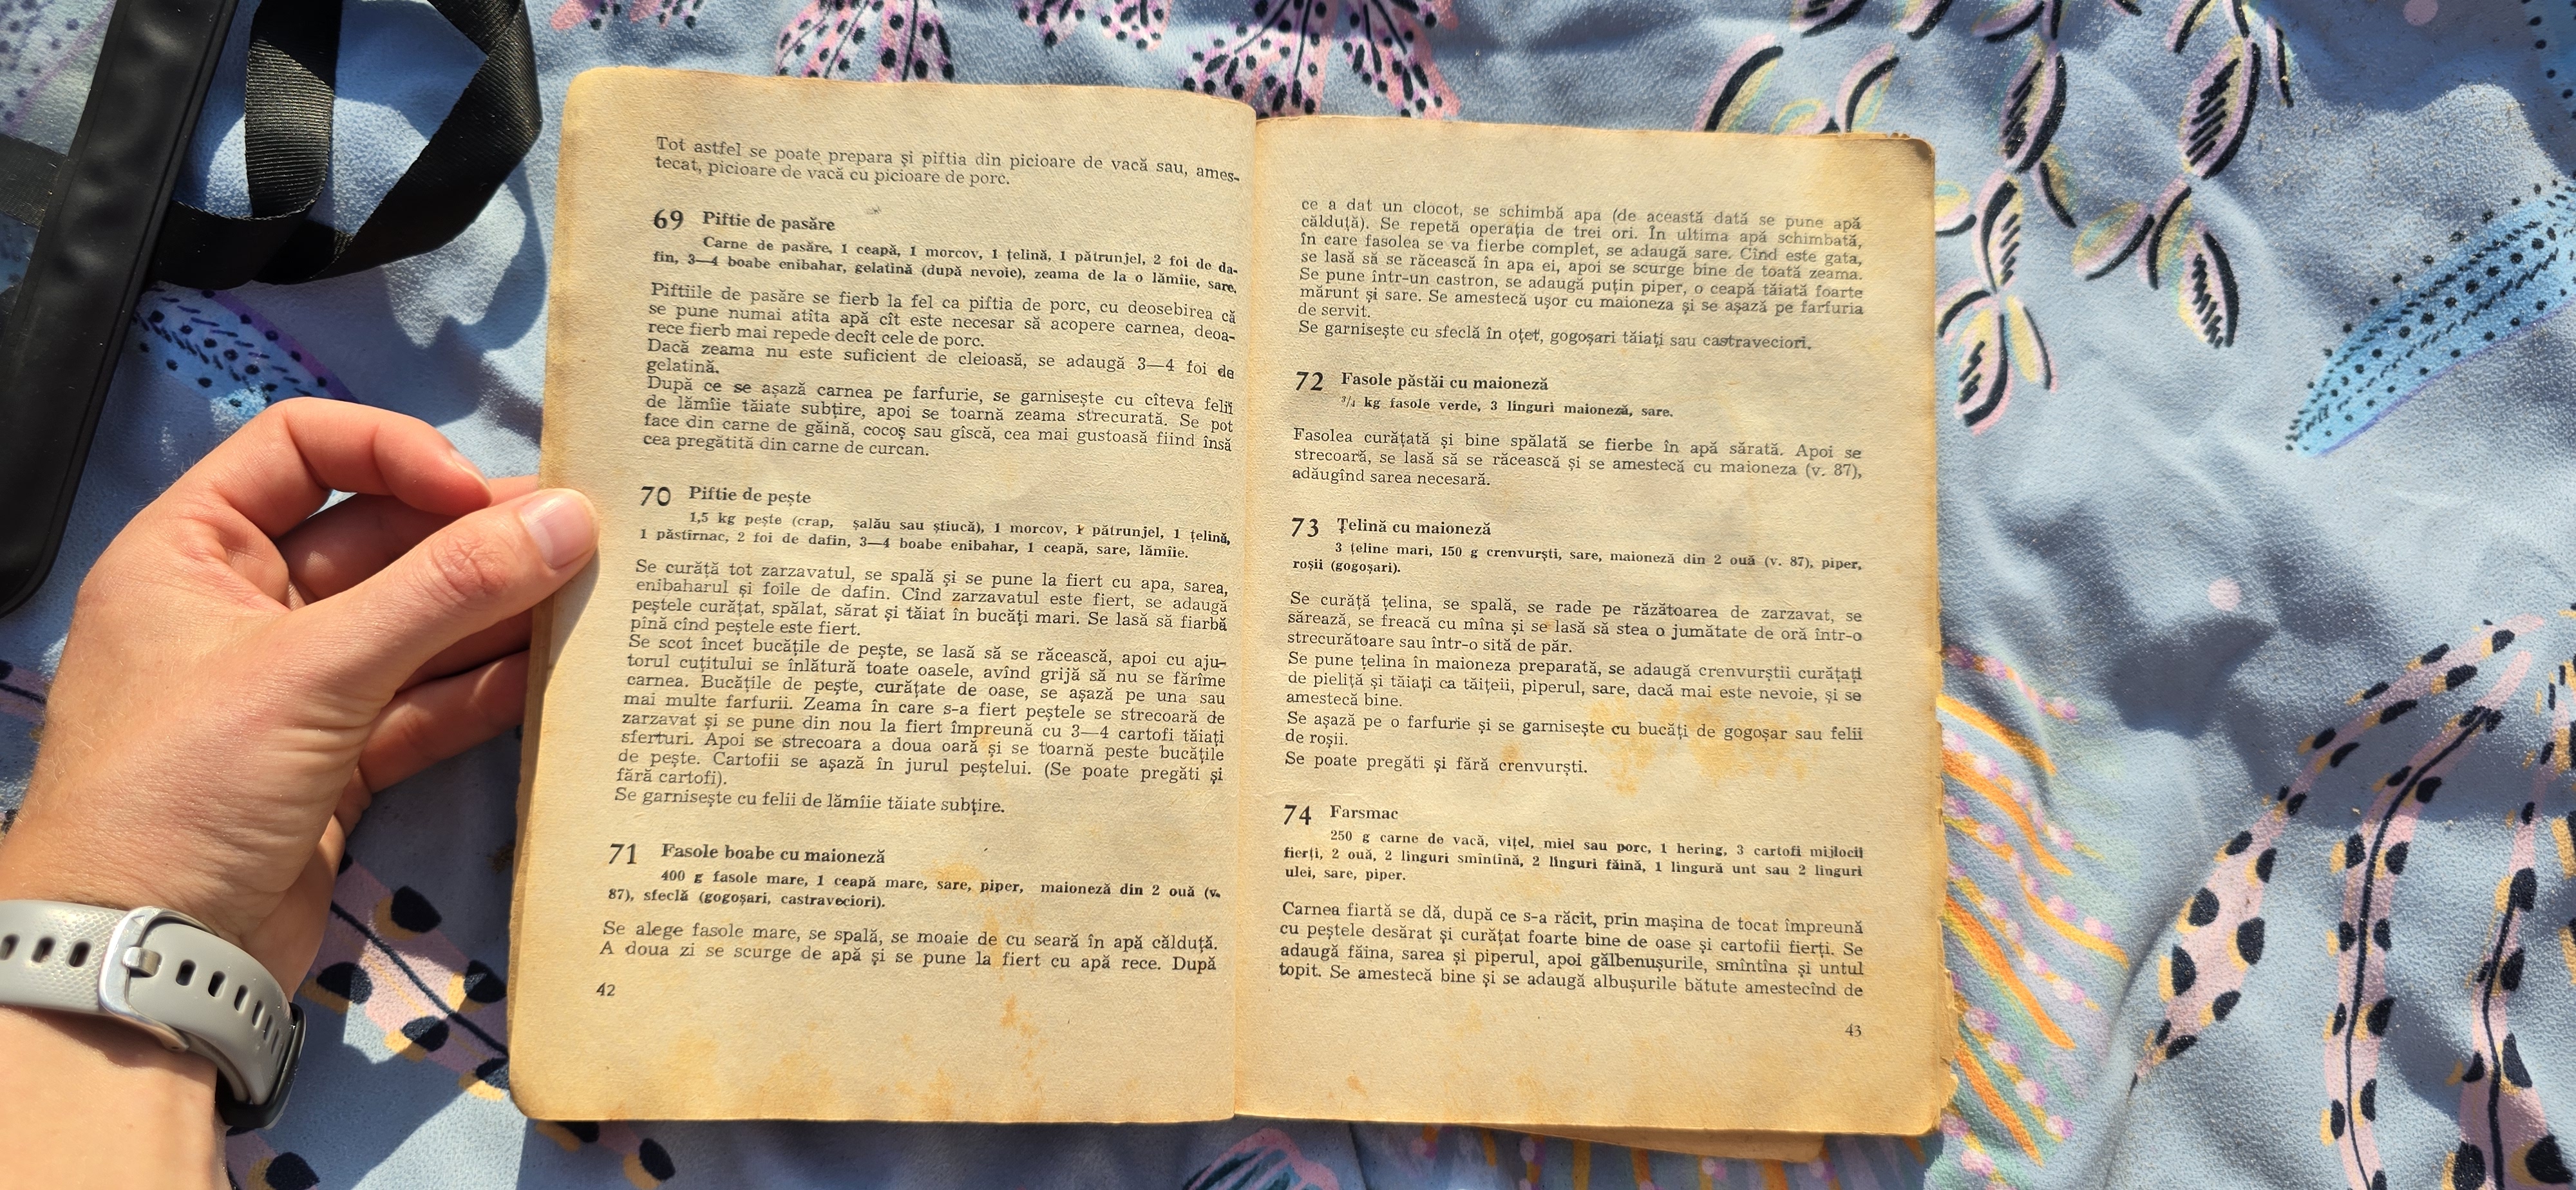 Tot astfel se poate prepara și piftia din picioare de vacă sau, ames-
tecat, picioare de vacă cu picioare de porc.
69 Piftie de pasăre
Carne de pasăre, 1 ceapă, 1 morcov, 1 țelină, 1 pătrunjel, 2 foi de da-
fin, 3—4 boabe enibahar, gelatină (după nevoie), zeama de la o lămîie, sare.
Piftiile de pasăre se fierb la fel ca piftia de porc, cu deosebirea că
se pune numai atîta apă cît este necesar să acopere carnea, deoa-
rece fierb mai repede decît cele de porc.
Dacă zeama nu este suficient de cleioasă, se adaugă 3—4 foi de
gelatină.
După ce se așază carnea pe farfurie, se garnisește cu cîteva felii
de lămîie tăiate subțire, apoi se toarnă zeama strecurată. Se pot
face din carne de găină, cocoș sau gîscă, cea mai gustoasă fiind însă
cea pregătită din carne de curcan.
70 Piftie de pește
1,5 kg pește (crap, șalău sau știucă), 1 morcov, 1 pătrunjel, 1 țelină,
1 păstîrnac, 2 foi de dafin, 3—4 boabe enibahar, 1 ceapă, sare, lămîie.
Se curăță tot zarzavatul, se spală și se pune la fiert cu apa, sarea,
enibaharul și foile de dafin. Cînd zarzavatul este fiert, se adaugă
peștele curățat, spălat, sărat și tăiat în bucăți mari. Se lasă să fiarbă
pînă cînd peștele este fiert.
Se scot încet bucățile de pește, se lasă să se răcească, apoi cu aju-
torul cuțitului se înlătură toate oasele, avînd grijă să nu se fărîme
carnea. Bucățile de pește, curățate de oase, se așază pe una sau
mai multe farfurii. Zeama în care s-a fiert peștele se strecoară de
zarzavat și se pune din nou la fiert împreună cu 3—4 cartofi tăiați
sferturi. Apoi se strecoara a doua oară și se toarnă peste bucățile
de pește. Cartofii se așază în jurul peștelui. (Se poate pregăti și
fără cartofi).
Se garnisește cu felii de lămîie tăiate subțire.
71 Fasole boabe cu maioneză
400 g fasole mare, 1 ceapă mare, sare, piper, maioneză din 2 ouă (v.
87), sfeclă (gogoșari, castraveciori).
Se alege fasole mare, se spală, se moaie de cu seară în apă călduță.
A doua zi se scurge de apă și se pune la fiert cu apă rece. După
42
ce a dat un clocot, se schimbă apa (de această dată se pune apă
călduță). Se repetă operația de trei ori. În ultima apă schimbată,
în care fasolea se va fierbe complet, se adaugă sare. Cînd este gata,
se lasă să se răcească în apa ei, apoi se scurge bine de toată zeama.
Se pune într-un castron, se adaugă puțin piper, o ceapă tăiată foarte
mărunt și sare. Se amestecă ușor cu maioneza și se așază pe farfuria
de servit.
Se garnisește cu sfeclă în oțet, gogoșari tăiați sau castraveciori.
72 Fasole păstăi cu maioneză
3/4 kg fasole verde, 3 linguri maioneză, sare.
Fasolea curățată și bine spălată se fierbe în apă sărată. Apoi se
strecoară, se lasă să se răcească și se amestecă cu maioneza (v. 87),
adăugînd sarea necesară.
73 Țelină cu maioneză
3 țeline mari, 150 g crenvurști, sare, maioneză din 2 ouă (v. 87), piper,
roșii (gogoșari).
Se curăță țelina, se spală, se rade pe răzătoarea de zarzavat, se
sărează, se freacă cu mîna și se lasă să stea o jumătate de oră într-o
strecurătoare sau într-o sită de păr.
Se pune țelina în maioneza preparată, se adaugă crenvurștii curățați
de pieliță și tăiați ca tăițeii, piperul, sare, dacă mai este nevoie, și se
amestecă bine.
Se așază pe o farfurie și se garnisește cu bucăți de gogoșar sau felii
de roșii.
Se poate pregăti și fără crenvurști.
74 Farsmac
250 g carne de vacă, vițel, miel sau porc, 1 hering, 3 cartofi mijlocii
fierți, 2 ouă, 2 linguri smîntînă, 2 linguri făină, 1 lingură unt sau 2 linguri
ulei, sare, piper.
Carnea fiartă se dă, după ce s-a răcit, prin mașina de tocat împreună
cu peștele desărat și curățat foarte bine de oase și cartofii fierți. Se
adaugă făina, sarea și piperul, apoi gălbenușurile, smîntîna și untul
topit. Se amestecă bine și se adaugă albușurile bătute amestecînd de
43